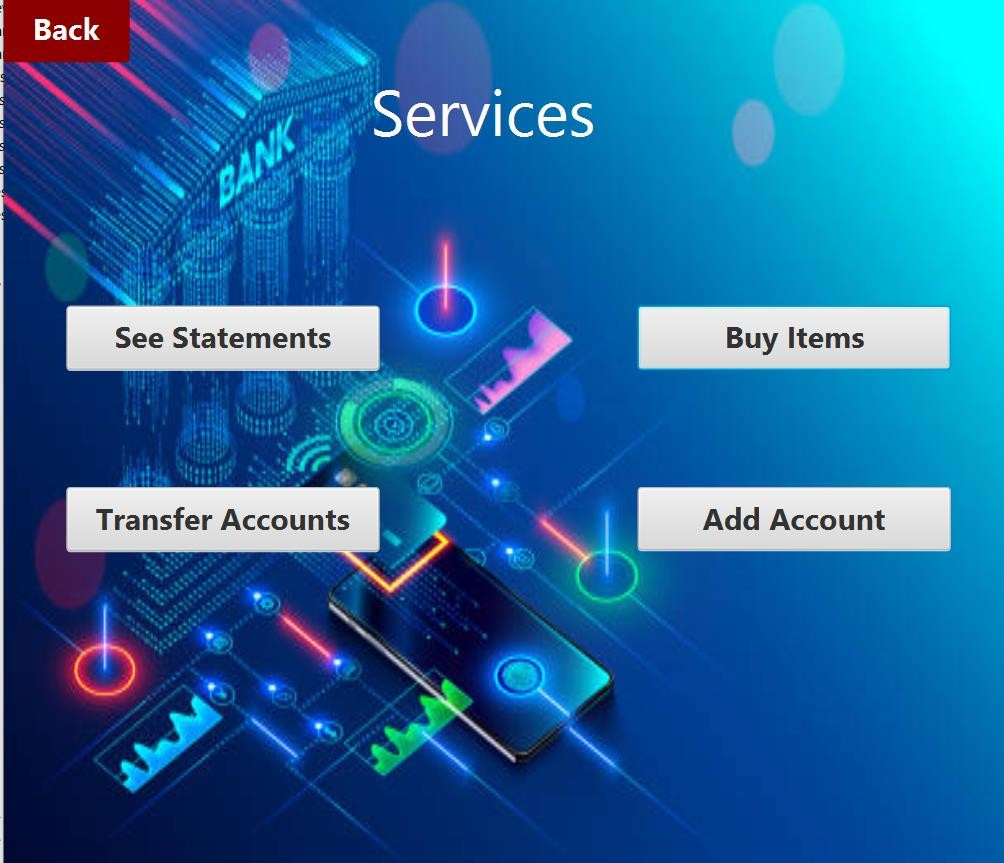 Back
Services
BANK
See Statements
Buy Items
Transfer Accounts
Add Account